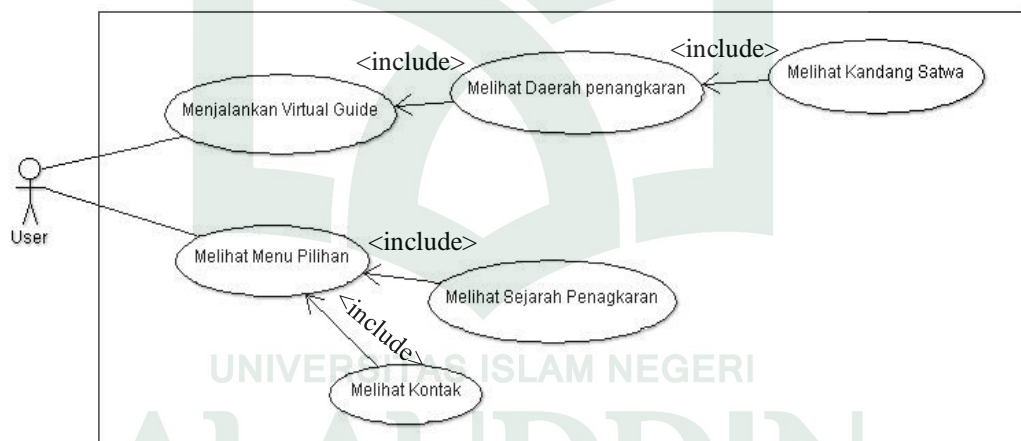 <include>
<include>
Melihat Kandang Satwa
Melihat Daerah penangkaran
Menjalankan Virtual Guide
User
Melihat Menu Pilihan
<include>
Melihat Sejarah Penagkaran
<include>
Melihat Kontak
UNIVERSITAS ISLAM NEGERI
ALAUDDIN